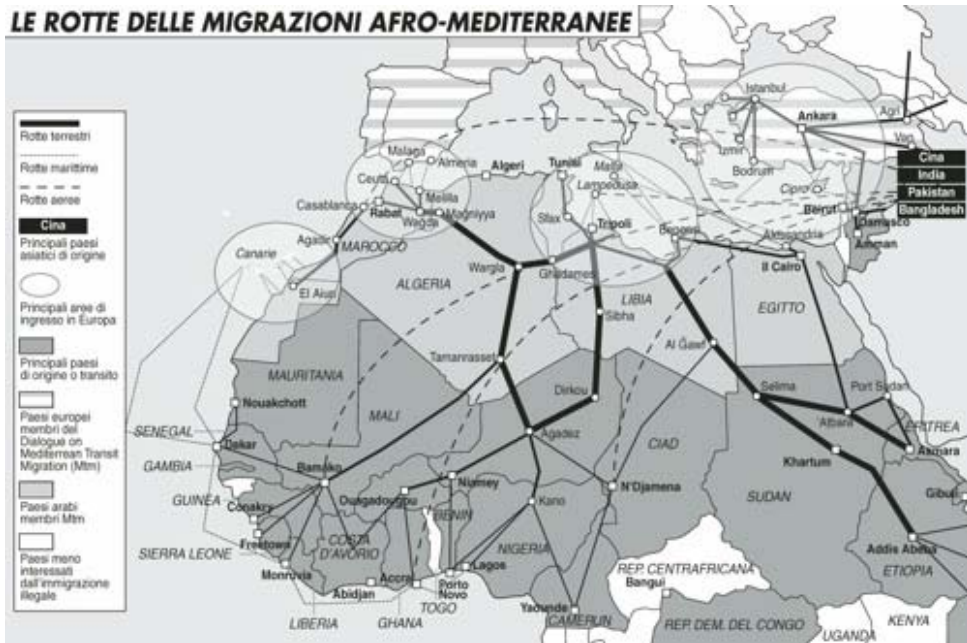 LE ROTTE DELLE MIGRAZIONI AFRO-MEDITERRANEE
Rotte terrestri
Rotte marittime
Rotte aeree
Cina
Principali paesi
asiatici di origine
Principali aree di
ingresso in Europa
Principali paesi
di origine o transito
Paesi europei
membri del
Dialogue on
Mediterrean Transit
Migration (Mtm)
Paesi arabi
membri Mtm
Paesi meno
interessati
dall'immigrazione
illegale
Istanbul
Ankara
Agri
Van
Izmir
Bodrum
Cina
India
Pakistan
Bangladesh
Cipro
Beirut
Damasco
Amman
Malaga
Almeria
Algeri
Tunisi
Malta
Lampedusa
Ceuta
Melilla
Casablanca
Rabat
Wagda
Magniyya
Sfax
Tripoli
Bengasi
Alessandria
Il Cairo
Agadir
MAROCCO
Canarie
El Aiun
Wargla
Ghadames
ALGERIA
LIBIA
EGITTO
Sibha
Al Gawf
Tamanrasset
Dirkou
Selima
Port Sudan
MAURITANIA
MALI
Nouakchott
Agadez
CIAD
'Atbara
ERITREA
SENEGAL
Dakar
Khartum
Asmara
GAMBIA
Bamako
Niamey
N'Djamena
GUINEA
Ouagadougou
Kano
SUDAN
Gibuti
Conakry
BENIN
Freetown
COSTA
D'AVORIO
NIGERIA
SIERRA LEONE
Addis Abeba
ETIOPIA
Monruvia
Accra
Lagos
REP. CENTRAFRICANA
Abidjan
Porto
Novo
Bangui
LIBERIA
GHANA
TOGO
Yaounde
CAMERUN
REP. DEM. DEL CONGO
UGANDA
KENYA